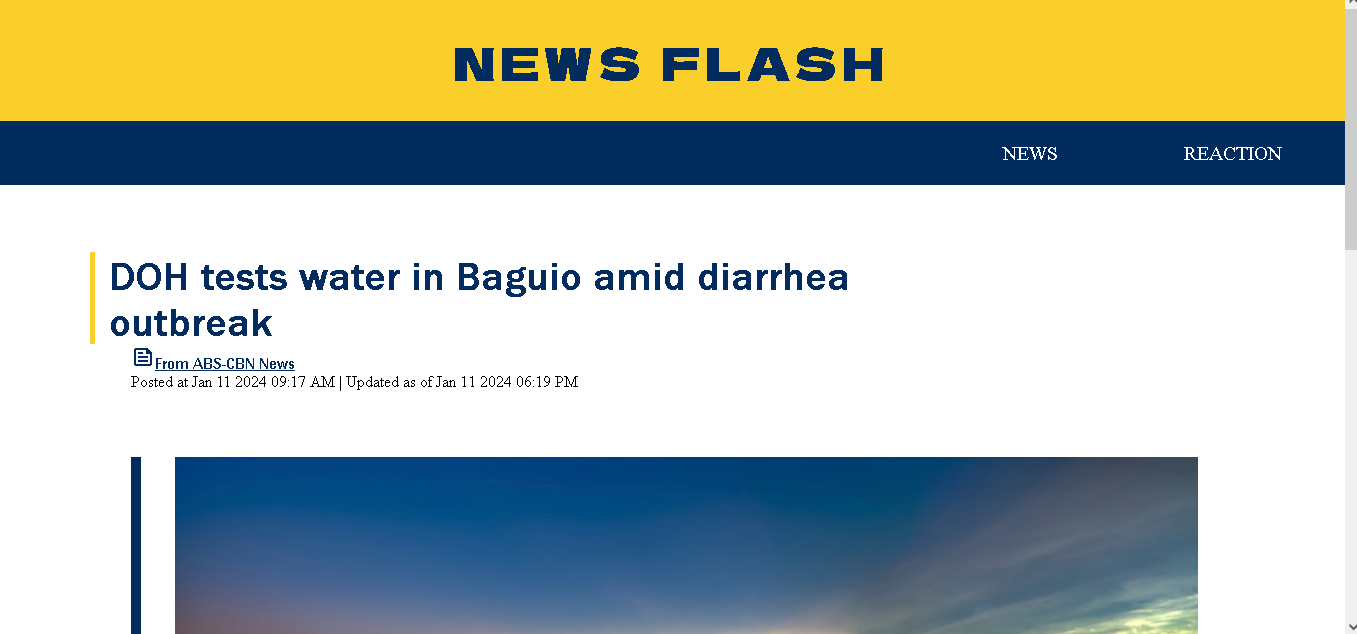 NEWS FLASH
NEWS REACTION
DOH tests water in Baguio amid diarrhea
outbreak
From ABS-CBN News
Posted at Jan 11 2024 09:17 AM | Updated as of Jan 11 2024 06:19 PM